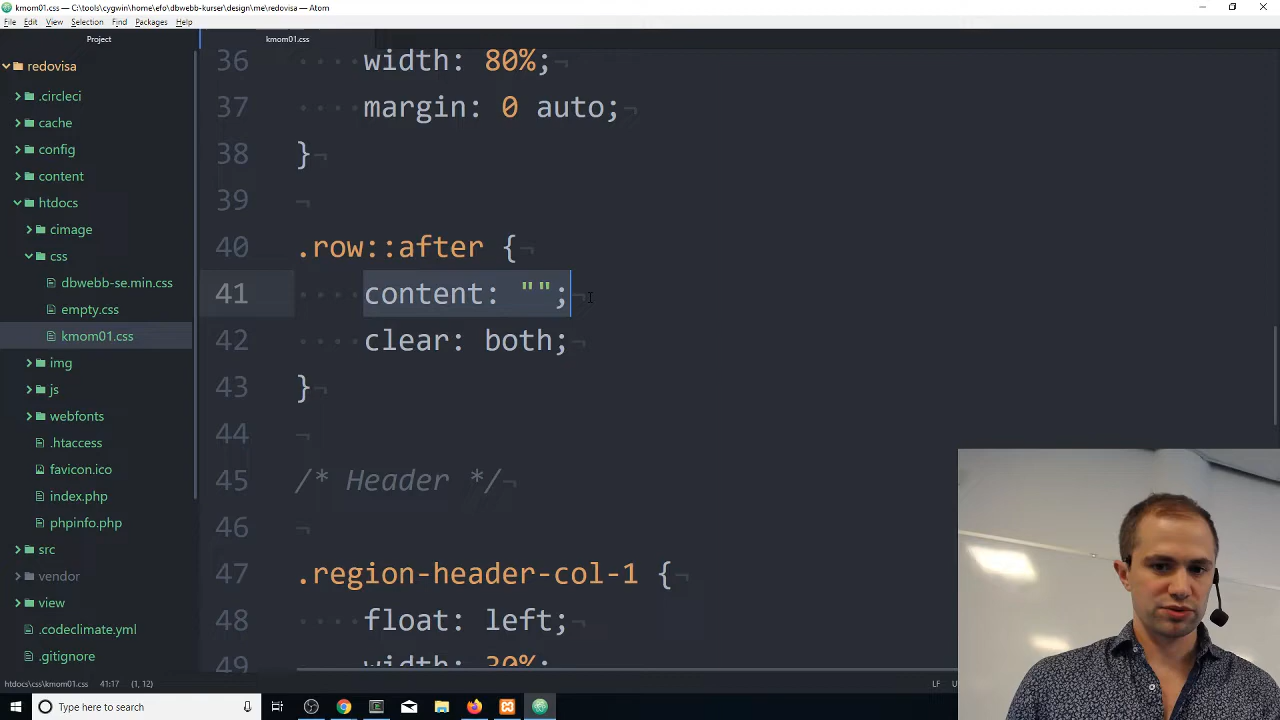 kmom01.css — C:\tools\cygwin\home\efo\dbwebb-kurser\design\me\redovisa — Atom
File Edit View Selection Find Packages Help
Project
kmom01.css
redovisa
.circleci
cache
config
content
htdocs
cimage
css
dbwebb-se.min.css
empty.css
kmom01.css
img
js
webfonts
.htaccess
favicon.ico
index.php
phpinfo.php
src
vendor
view
.codeclimate.yml
.gitignore
36 width: 80%;
37 margin: 0 auto;
38 }
39
40 .row::after {
41 content: "";
42 clear: both;
43 }
44
45 /* Header */
46
47 .region-header-col-1 {
48 float: left;
49 width: 30%;
htdocs\css\kmom01.css 41:17 (1, 12)
LF
Type here to search